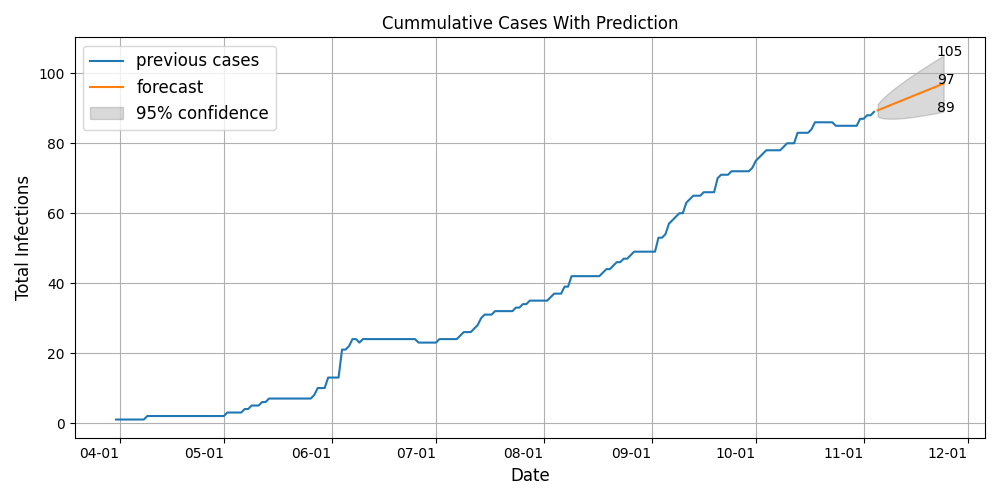 Cummulative Cases With Prediction
previous cases
forecast
95% confidence
105
97
89
Total Infections
100
80
60
40
20
0
04-01 05-01 06-01 07-01 08-01 09-01 10-01 11-01 12-01
Date